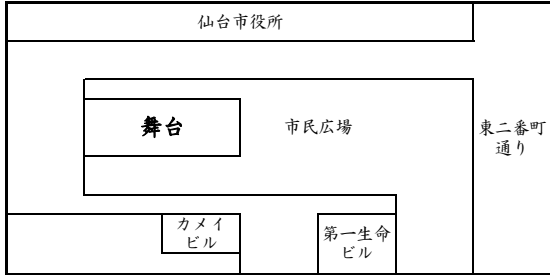 仙台市役所
舞台
市民広場
東二番町
通り
カメイ
ビル
第一生命
ビル